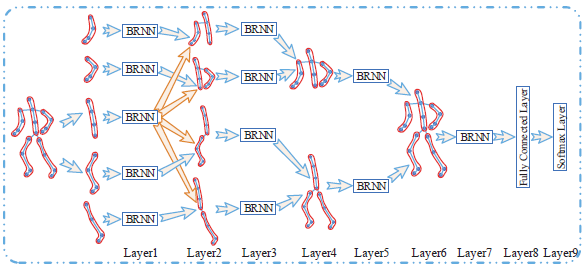 BRNN BRNN
BRNN BRNN BRNN
BRNN BRNN
BRNN BRNN BRNN
BRNN BRNN
Fully Connected Layer
Softmax Layer
Layer1 Layer2 Layer3 Layer4 Layer5 Layer6 Layer7 Layer8 Layer9